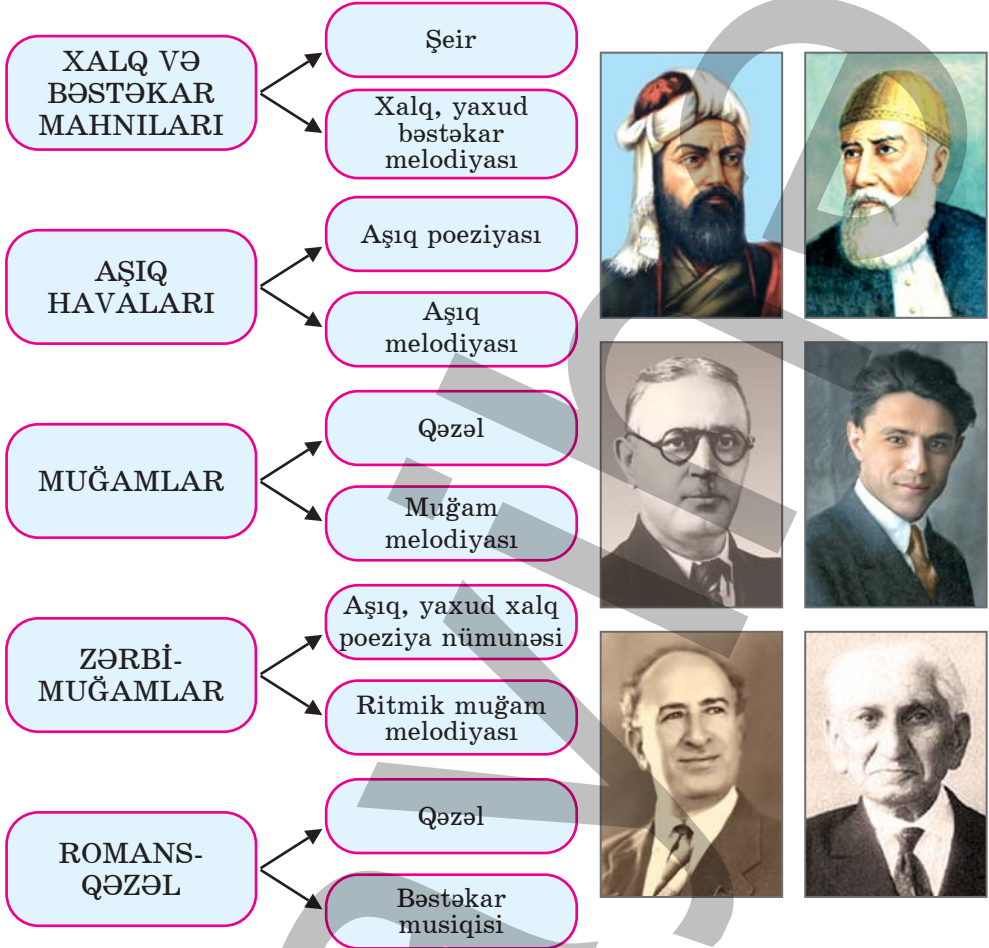 XALQ VƏ
BƏSTƏKAR
MAHNILARI
Şeir
Xalq, yaxud
bəstəkar
melodiyası
AŞIQ
HAVALARI
Aşıq poeziyası
Aşıq
melodiyası
MUĞAMLAR
Qəzəl
Muğam
melodiyası
ZƏRBİ-
MUĞAMLAR
Aşıq, yaxud xalq
poeziya nümunəsi
Ritmik muğam
melodiyası
ROMANS-
QƏZƏL
Qəzəl
Bəstəkar
musiqisi